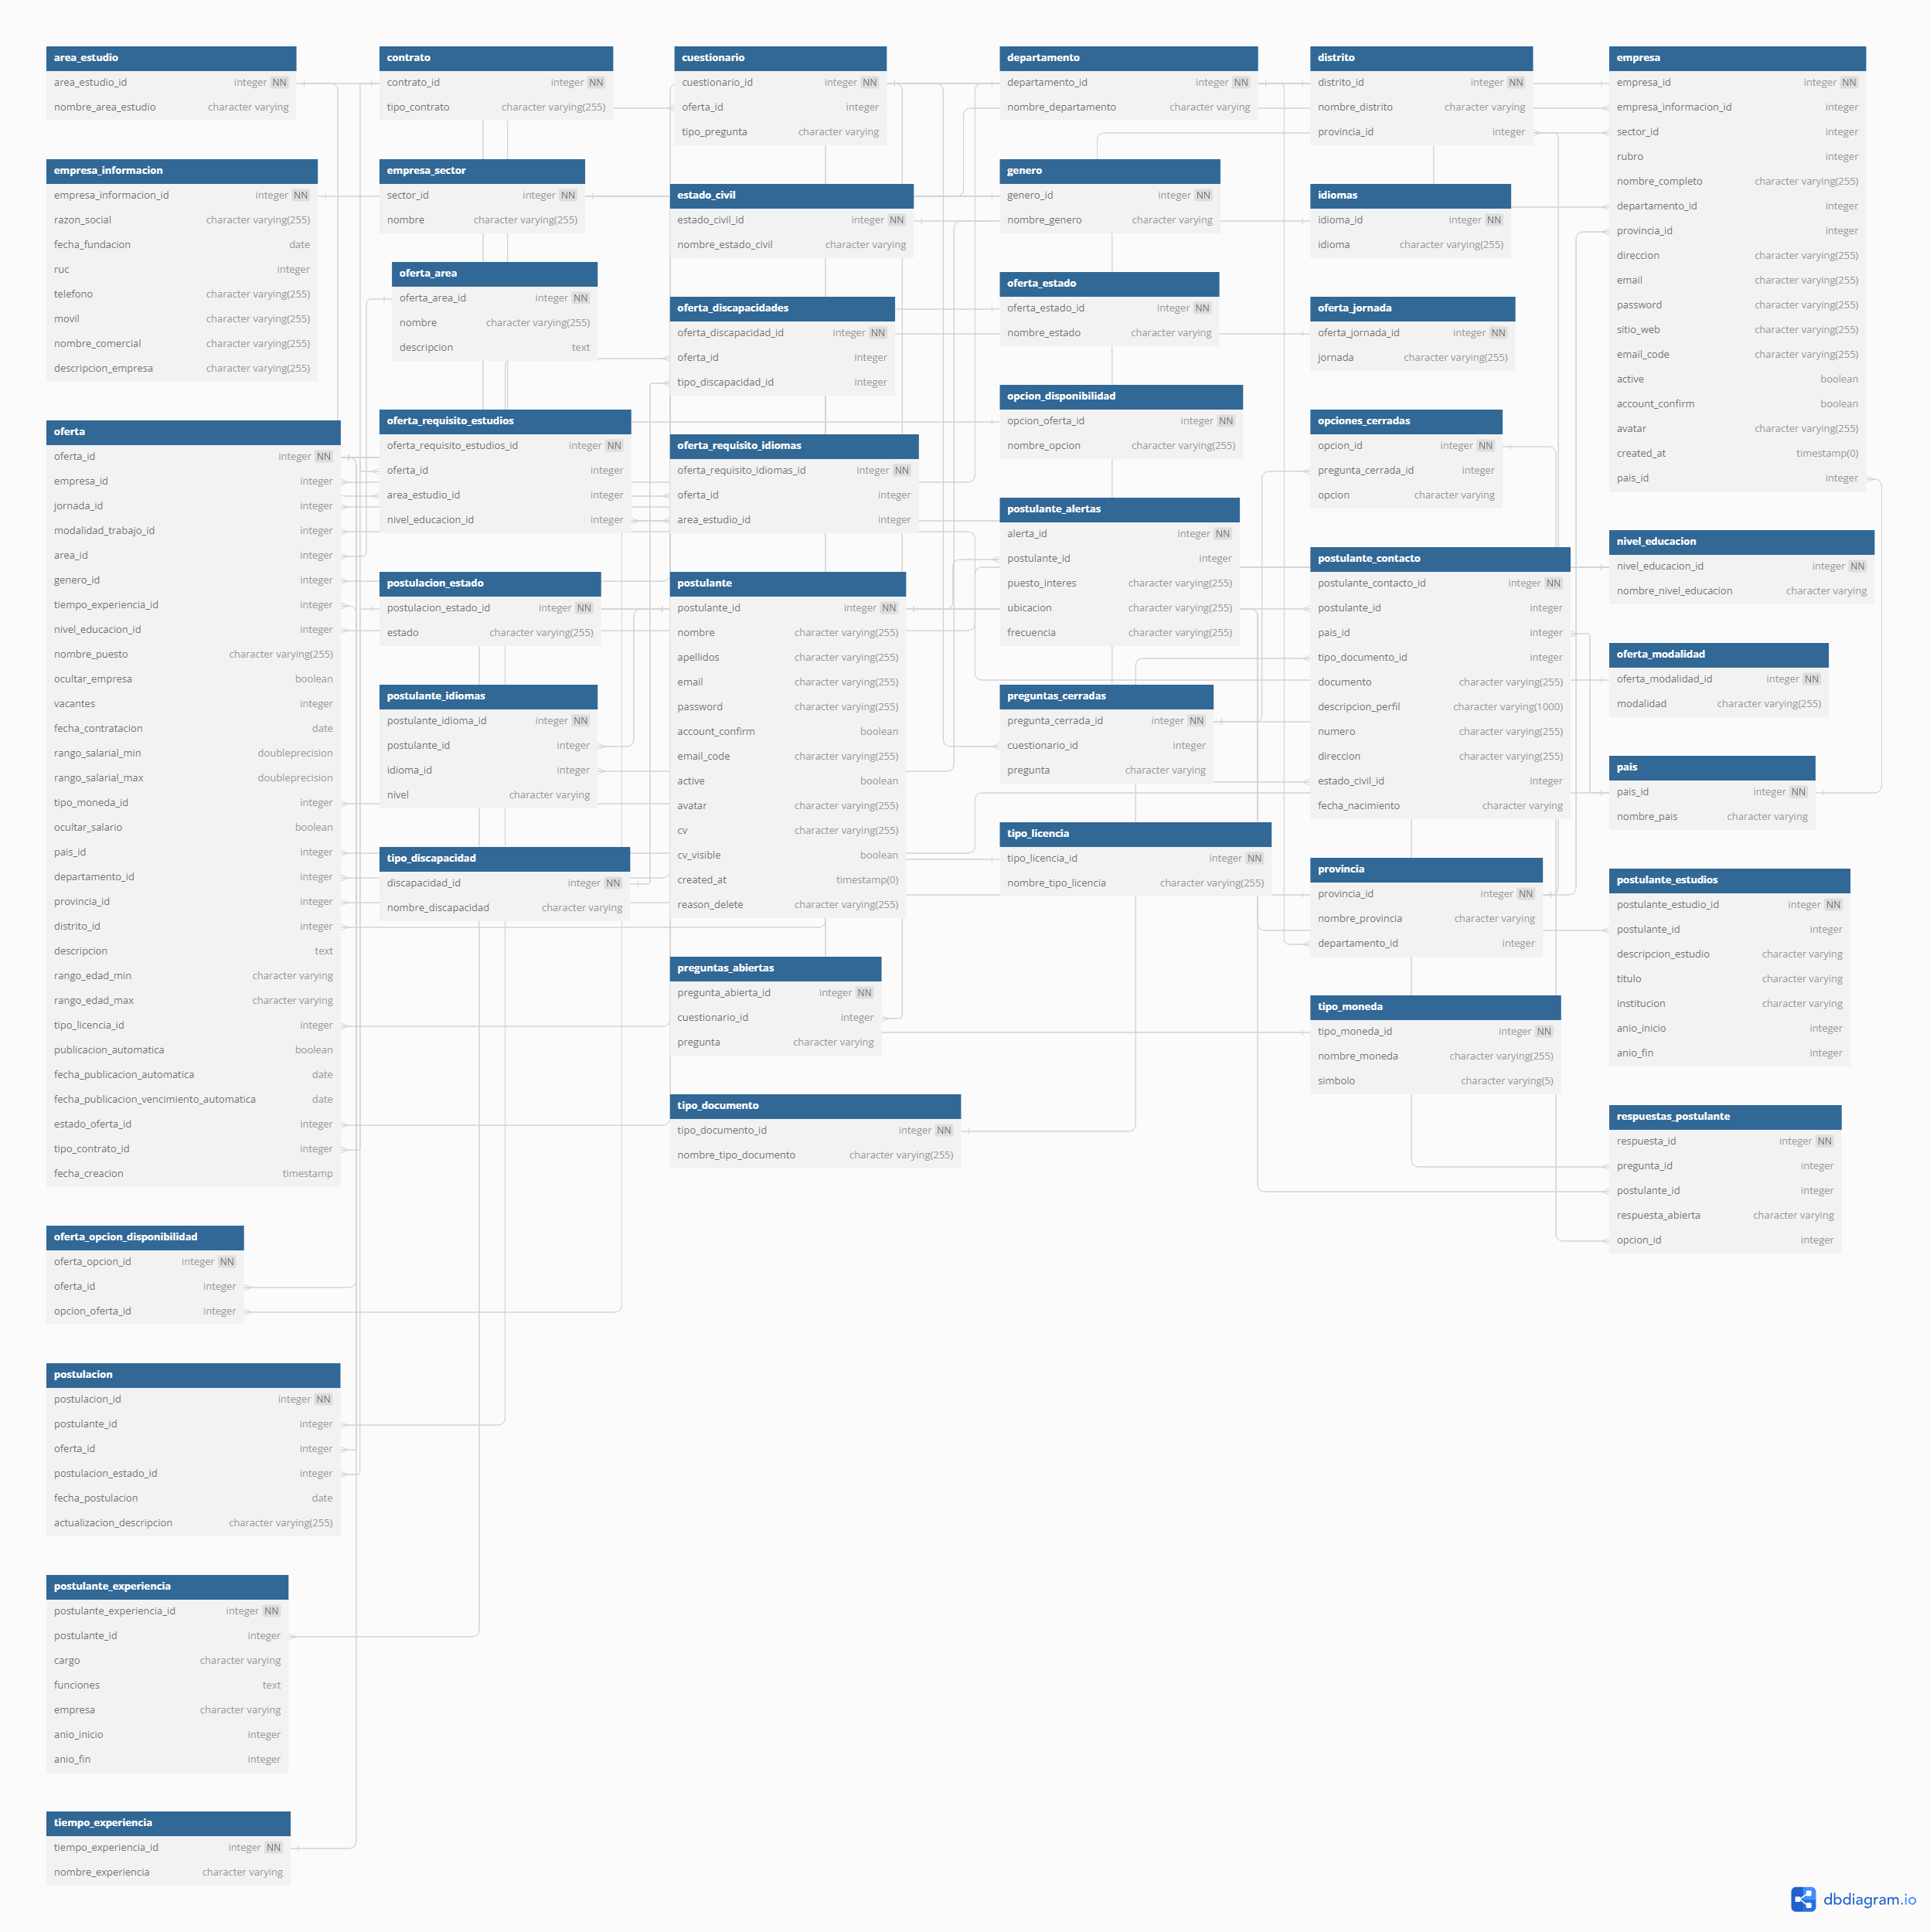 area_estudio
area_estudio_id integer NN
nombre_area_estudio character varying
empresa_informacion
empresa_informacion_id integer NN
razon_social character varying(255)
fecha_fundacion date
ruc integer
telefono character varying(255)
movil character varying(255)
nombre_comercial character varying(255)
descripcion_empresa character varying(255)
oferta
oferta_id integer NN
empresa_id integer
jornada_id integer
modalidad_trabajo_id integer
area_id integer
genero_id integer
tiempo_experiencia_id integer
nivel_educacion_id integer
nombre_puesto character varying(255)
ocultar_empresa boolean
vacantes integer
fecha_contratacion date
rango_salarial_min doubleprecision
rango_salarial_max doubleprecision
tipo_moneda_id integer
ocultar_salario boolean
pais_id integer
departamento_id integer
provincia_id integer
distrito_id integer
descripcion text
rango_edad_min character varying
rango_edad_max character varying
tipo_licencia_id integer
publicacion_automatica boolean
fecha_publicacion_automatica date
fecha_publicacion_vencimiento_automatica date
estado_oferta_id integer
tipo_contrato_id integer
fecha_creacion timestamp
oferta_opcion_disponibilidad
oferta_opcion_id integer NN
oferta_id integer
opcion_oferta_id integer
postulacion
postulacion_id integer NN
postulante_id integer
oferta_id integer
postulacion_estado_id integer
fecha_postulacion date
actualizacion_descripcion character varying(255)
postulante_experiencia
postulante_experiencia_id integer NN
postulante_id integer
cargo character varying
funciones text
empresa character varying
anio_inicio integer
anio_fin integer
tiempo_experiencia
tiempo_experiencia_id integer NN
nombre_experiencia character varying
contrato
contrato_id integer NN
tipo_contrato character varying(255)
empresa_sector
sector_id integer NN
nombre character varying(255)
oferta_area
oferta_area_id integer NN
nombre character varying(255)
descripcion text
oferta_requisito_estudios
oferta_requisito_estudios_id integer NN
oferta_id integer
area_estudio_id integer
nivel_educacion_id integer
postulacion_estado
postulacion_estado_id integer NN
estado character varying(255)
postulante_idiomas
postulante_idioma_id integer NN
postulante_id integer
idioma_id integer
nivel character varying
tipo_discapacidad
discapacidad_id integer NN
nombre_discapacidad character varying
cuestionario
cuestionario_id integer NN
oferta_id integer
tipo_pregunta character varying
estado_civil
estado_civil_id integer NN
nombre_estado_civil character varying
oferta_discapacidades
oferta_discapacidad_id integer NN
oferta_id integer
tipo_discapacidad_id integer
oferta_requisito_idiomas
oferta_requisito_idiomas_id integer NN
oferta_id integer
area_estudio_id integer
postulante
postulante_id integer NN
nombre character varying(255)
apellidos character varying(255)
email character varying(255)
password character varying(255)
account_confirm boolean
email_code character varying(255)
active boolean
avatar character varying(255)
cv character varying(255)
cv_visible boolean
created_at timestamp(0)
reason_delete character varying(255)
preguntas_abiertas
pregunta_abierta_id integer NN
cuestionario_id integer
pregunta character varying
tipo_documento
tipo_documento_id integer NN
nombre_tipo_documento character varying(255)
departamento
departamento_id integer NN
nombre_departamento character varying
genero
genero_id integer NN
nombre_genero character varying
oferta_estado
oferta_estado_id integer NN
nombre_estado character varying
opcion_disponibilidad
opcion_oferta_id integer NN
nombre_opcion character varying(255)
postulante_alertas
alerta_id integer NN
postulante_id integer
puesto_interes character varying(255)
ubicacion character varying(255)
frecuencia character varying(255)
preguntas_cerradas
pregunta_cerrada_id integer NN
cuestionario_id integer
pregunta character varying
tipo_licencia
tipo_licencia_id integer NN
nombre_tipo_licencia character varying(255)
distrito
distrito_id integer NN
nombre_distrito character varying
provincia_id integer
idiomas
idioma_id integer NN
idioma character varying(255)
oferta_jornada
oferta_jornada_id integer NN
jornada character varying(255)
opciones_cerradas
opcion_id integer NN
pregunta_cerrada_id integer
opcion character varying
postulante_contacto
postulante_contacto_id integer NN
postulante_id integer
pais_id integer
tipo_documento_id integer
documento character varying(255)
descripcion_perfil character varying(1000)
numero character varying(255)
direccion character varying(255)
estado_civil_id integer
fecha_nacimiento character varying
provincia
provincia_id integer NN
nombre_provincia character varying
departamento_id integer
tipo_moneda
tipo_moneda_id integer NN
nombre_moneda character varying(255)
simbolo character varying(5)
empresa
empresa_id integer NN
empresa_informacion_id integer
sector_id integer
rubro integer
nombre_completo character varying(255)
departamento_id integer
provincia_id integer
direccion character varying(255)
email character varying(255)
password character varying(255)
sitio_web character varying(255)
email_code character varying(255)
active boolean
account_confirm boolean
avatar character varying(255)
created_at timestamp(0)
pais_id integer
nivel_educacion
nivel_educacion_id integer NN
nombre_nivel_educacion character varying
oferta_modalidad
oferta_modalidad_id integer NN
modalidad character varying(255)
pais
pais_id integer NN
nombre_pais character varying
postulante_estudios
postulante_estudio_id integer NN
postulante_id integer
descripcion_estudio character varying
titulo character varying
institucion character varying
anio_inicio integer
anio_fin integer
respuestas_postulante
respuesta_id integer NN
pregunta_id integer
postulante_id integer
respuesta_abierta character varying
opcion_id integer
dbdiagram.io